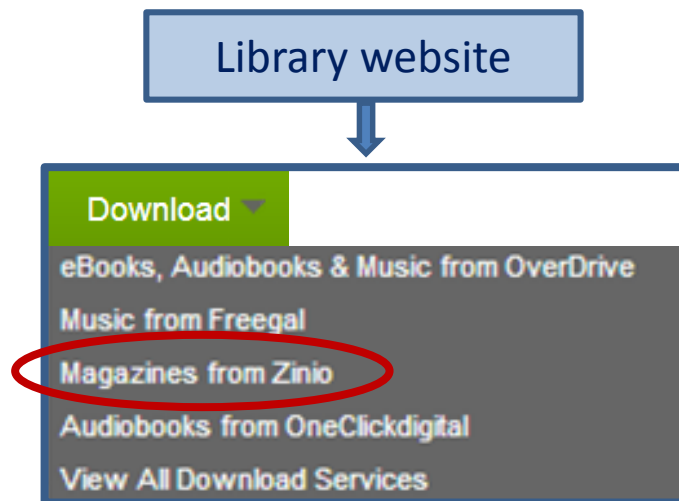 Library website
Download
eBooks, Audiobooks & Music from OverDrive
Music from Freegal
Magazines from Zinio
Audiobooks from OneClickdigital
View All Download Services